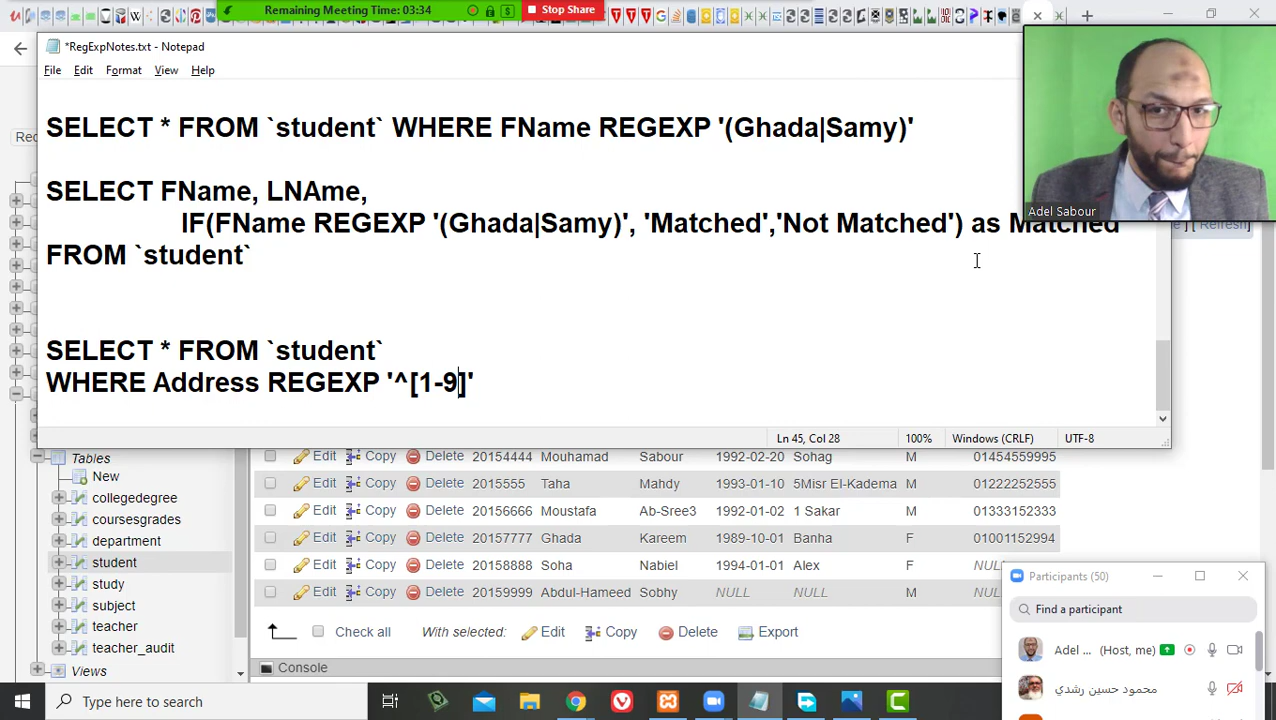 Remaining Meeting Time: 03:34
Stop Share
*RegExpNotes.txt - Notepad
File Edit Format View Help
SELECT * FROM `student` WHERE FName REGEXP '(Ghada|Samy)'
SELECT FName, LNAme,
IF(FName REGEXP '(Ghada|Samy)', 'Matched','Not Matched') as Matched
FROM `student`
SELECT * FROM `student`
WHERE Address REGEXP '^[1-9]'
Ln 45, Col 28 100% Windows (CRLF) UTF-8
Adel Sabour
Rec
Refresh]
Tables
New
collegedegree
coursesgrades
department
student
study
subject
teacher
teacher_audit
Views
Edit Copy Delete 20154444 Mouhamad Sabour 1992-02-20 Sohag M 01454559995
Edit Copy Delete 2015555 Taha Mahdy 1993-01-10 5Misr El-Kadema M 01222252555
Edit Copy Delete 20156666 Moustafa Ab-Sree3 1992-01-02 1 Sakar M 01333152333
Edit Copy Delete 20157777 Ghada Kareem 1989-10-01 Banha F 01001152994
Edit Copy Delete 20158888 Soha Nabiel 1994-01-01 Alex F NULL
Edit Copy Delete 20159999 Abdul-Hameed Sobhy NULL NULL M NULL
Check all With selected: Edit Copy Delete Export
Console
Participants (50)
Find a participant
Adel ... (Host, me)
محمود حسين رشدي
Type here to search